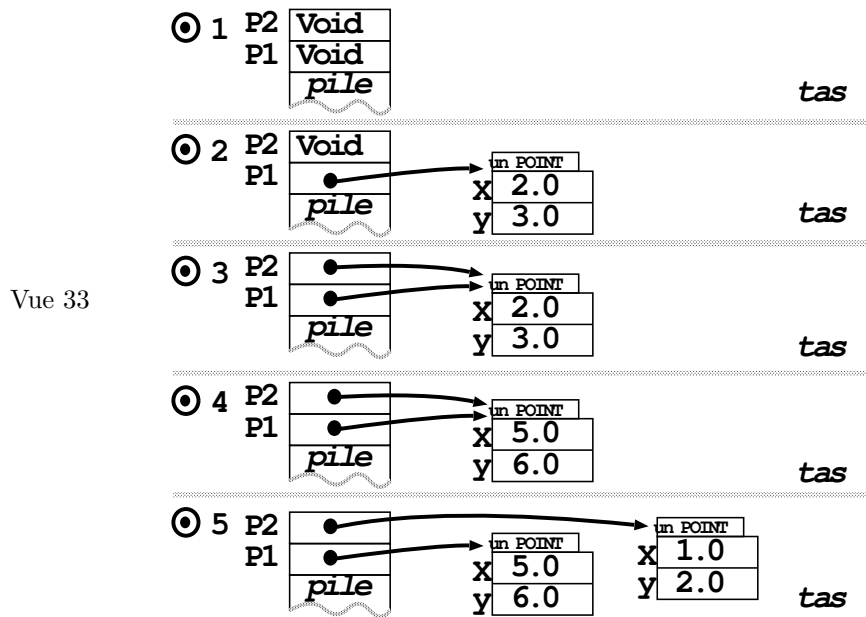 1 P2 Void
P1 Void
pile
tas
2 P2 Void
P1
un POINT
x 2.0
pile
y 3.0
tas
Vue 33
3 P2
P1
un POINT
x 2.0
pile
y 3.0
tas
4 P2
P1
un POINT
x 5.0
pile
y 6.0
tas
5 P2
P1
un POINT
x 1.0
y 2.0
un POINT
x 5.0
pile
y 6.0
tas